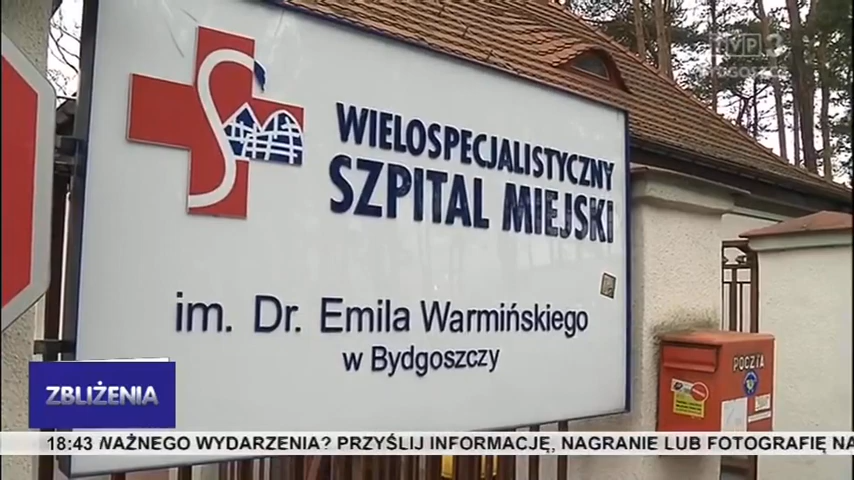 TVP3
BYDGOSZCZ
WIELOSPECJALISTYCZNY
SZPITAL MIEJSKI
im. Dr. Emila Warmińskiego
w Bydgoszczy
POCZTA
ZBLIŻENIA
18:43 WAŻNEGO WYDARZENIA? PRZYŚLIJ INFORMACJĘ, NAGRANIE LUB FOTOGRAFIĘ NA